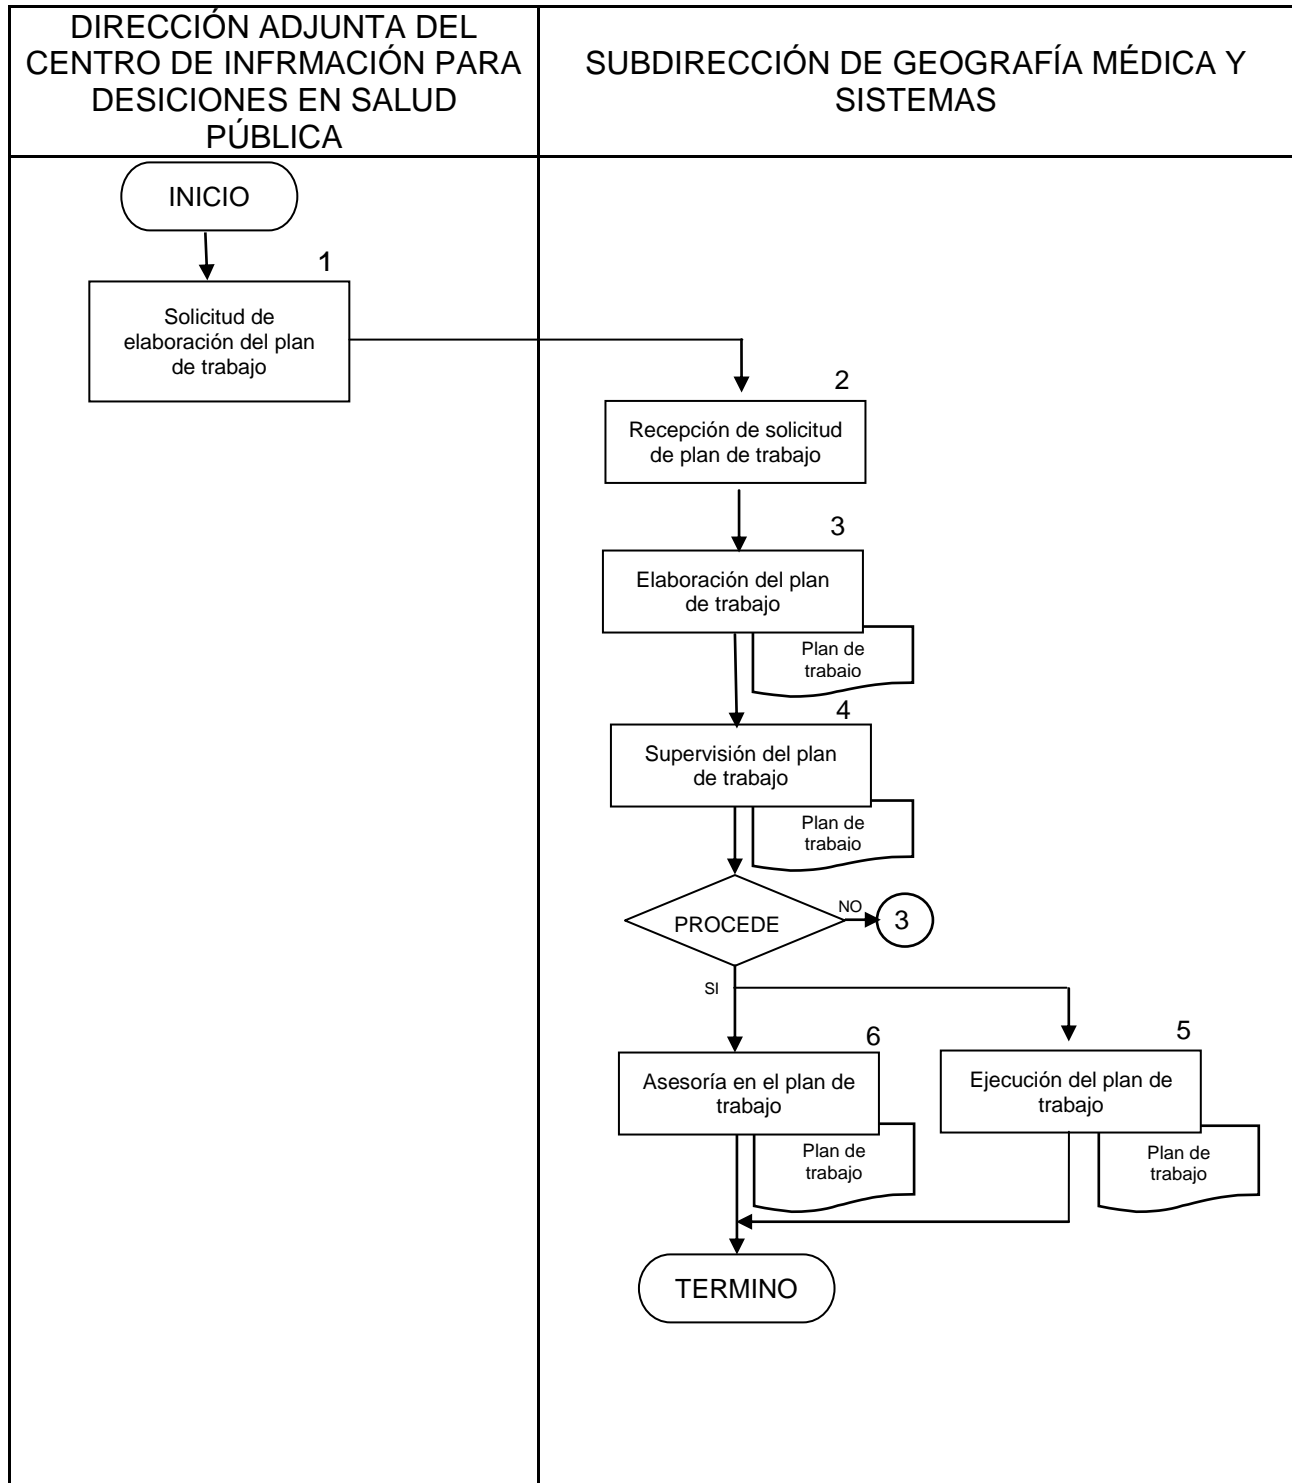 DIRECCIÓN ADJUNTA DEL
CENTRO DE INFRMACIÓN PARA
DESICIONES EN SALUD
PÚBLICA
SUBDIRECCIÓN DE GEOGRAFÍA MÉDICA Y
SISTEMAS
INICIO
1
Solicitud de
elaboración del plan
de trabajo
2
Recepción de solicitud
de plan de trabajo
3
Elaboración del plan
de trabajo
Plan de
trabajo
4
Supervisión del plan
de trabajo
Plan de
trabajo
PROCEDE
NO
3
SI
6
Asesoría en el plan de
trabajo
Plan de
trabajo
5
Ejecución del plan de
trabajo
Plan de
trabajo
TERMINO